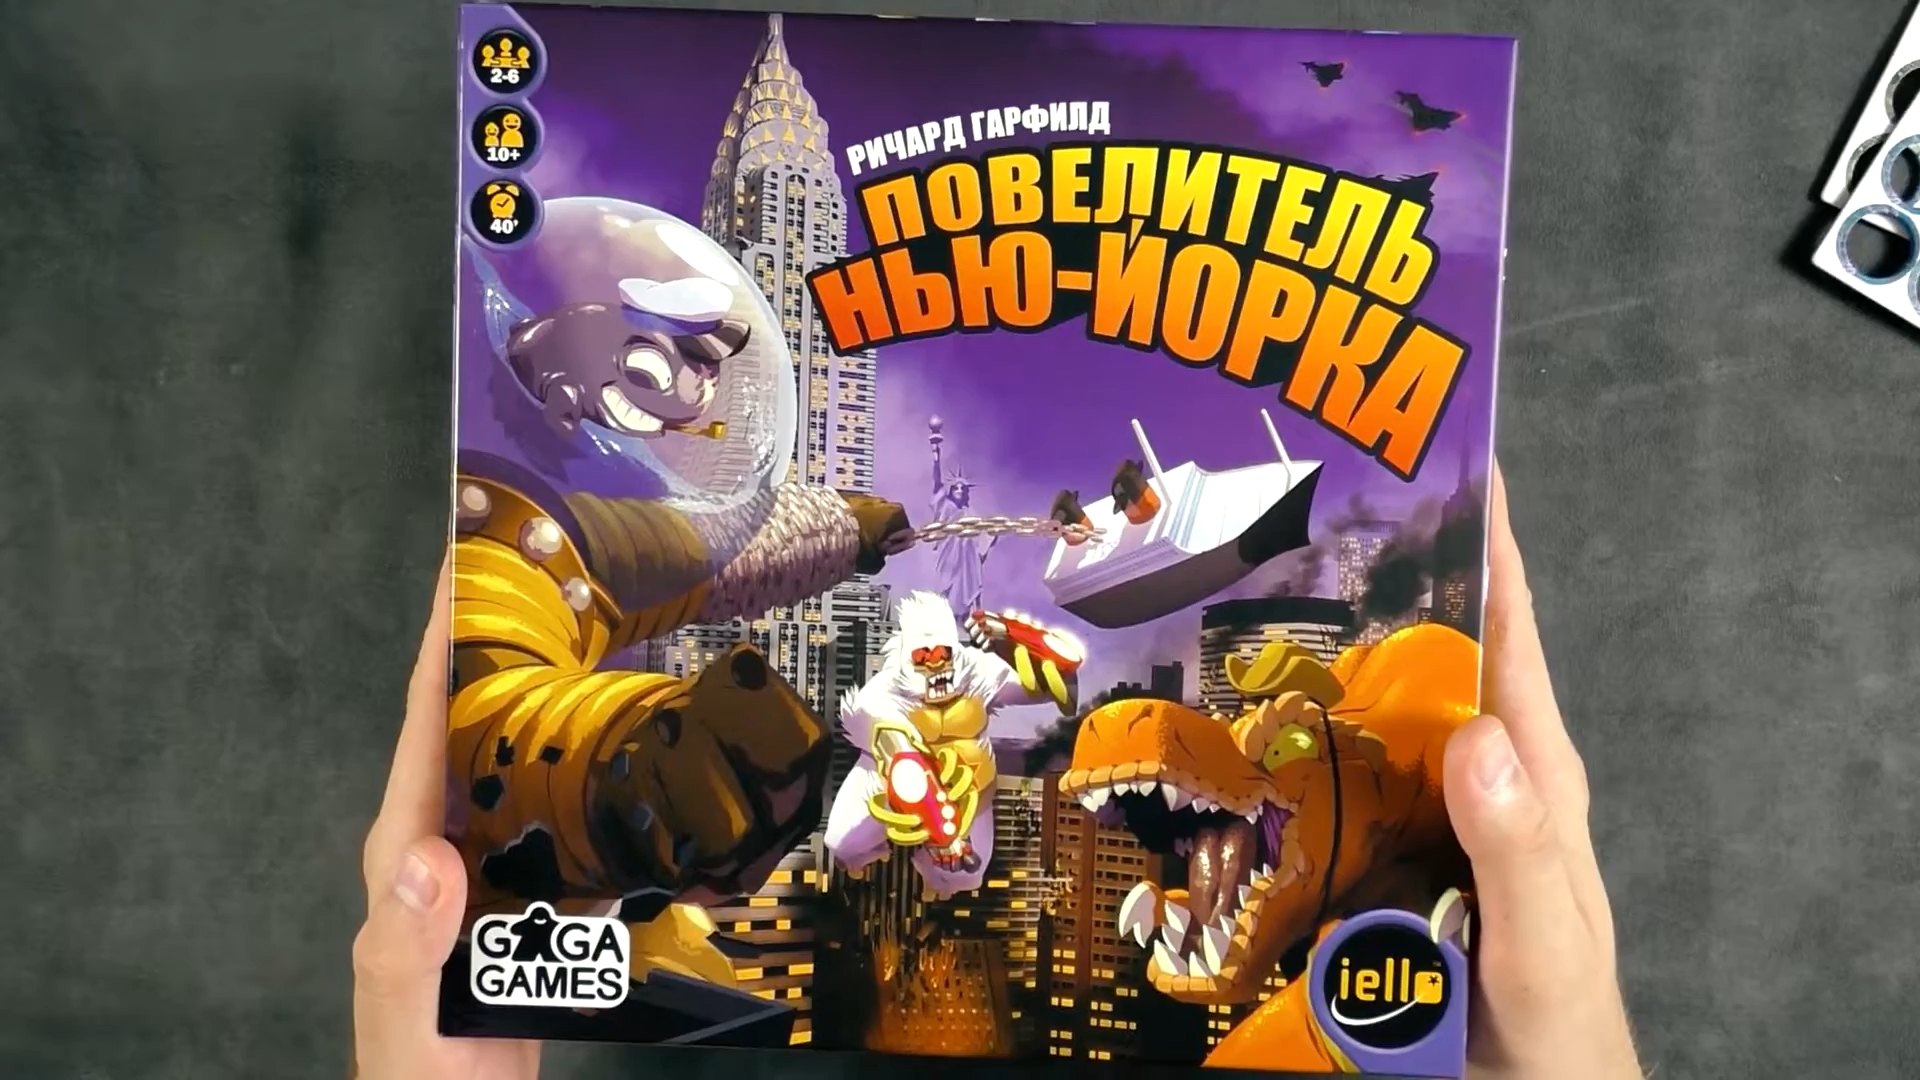 2-6
10+
40'
РИЧАРД ГАРФИЛД
ПОВЕЛИТЕЛЬ
НЬЮ-ЙОРКА
GAGA
GAMES
iello